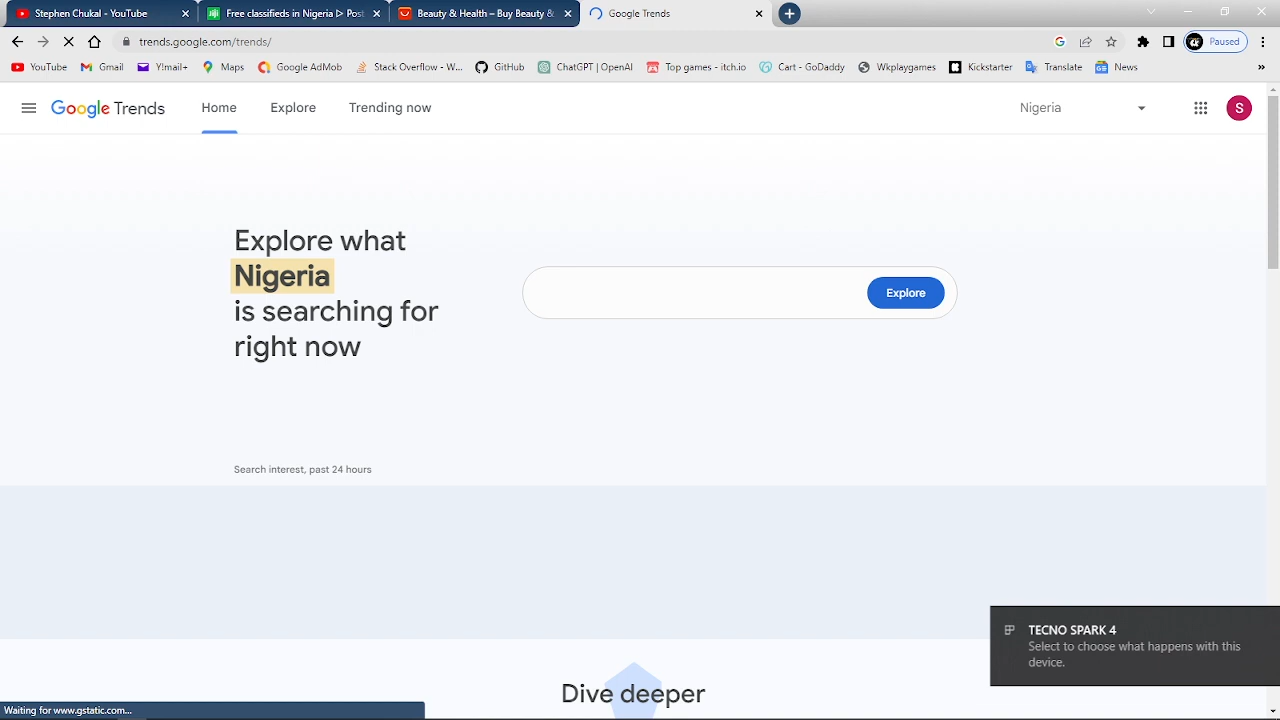 Stephen Chukal - YouTube
Free classifieds in Nigeria ▷ Post
Beauty & Health – Buy Beauty &
Google Trends
trends.google.com/trends/
Paused
YouTube
Gmail
Y!mail+
Maps
Google AdMob
Stack Overflow - W...
GitHub
ChatGPT | OpenAI
Top games - itch.io
Cart - GoDaddy
Wkplaygames
Kickstarter
Translate
News
»
Google Trends
Home
Explore
Trending now
Nigeria
S
Explore what
Nigeria
is searching for
right now
Explore
Search interest, past 24 hours
TECNO SPARK 4
Select to choose what happens with this
device.
Dive deeper
Waiting for www.gstatic.com...